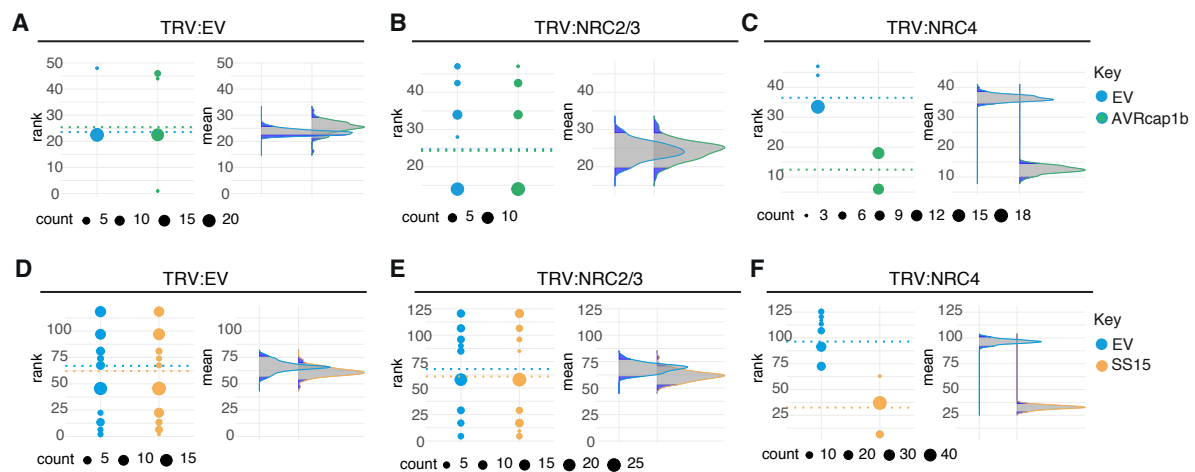 A TRV:EV
rank
50
40
30
20
10
0
mean
50
40
30
20
10
0
count 5 10 15 20
B TRV:NRC2/3
rank
40
30
20
mean
40
30
20
count 5 10
C TRV:NRC4
rank
40
30
20
10
mean
40
30
20
10
count 3 6 9 12 15 18
Key
EV
AVRcap1b
D TRV:EV
rank
100
75
50
25
0
mean
100
75
50
25
0
count 5 10 15
E TRV:NRC2/3
rank
125
100
75
50
25
0
mean
125
100
75
50
25
0
count 5 10 15 20 25
F TRV:NRC4
rank
125
100
75
50
25
mean
125
100
75
50
25
count 10 20 30 40
Key
EV
SS15